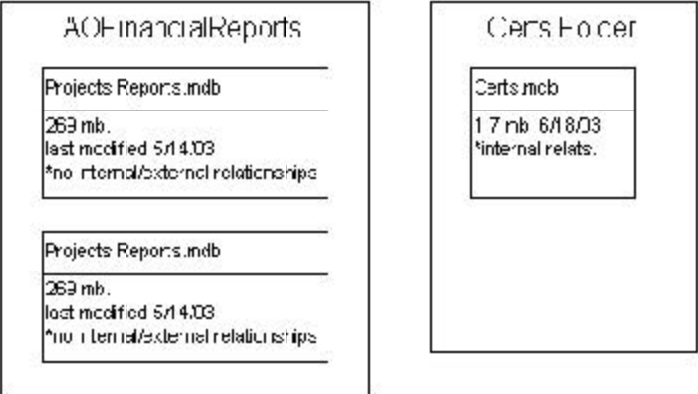 AOFinancialReports
Projects Reports.mdb
269 mb.
last modified 5/14/03
*no internal/external relationships
Projects Reports.mdb
269 mb.
last modified 5/14/03
*no internal/external relationships
Certs Folder
Certs.mdb
1.7 mb 6/18/03
*internal relats.